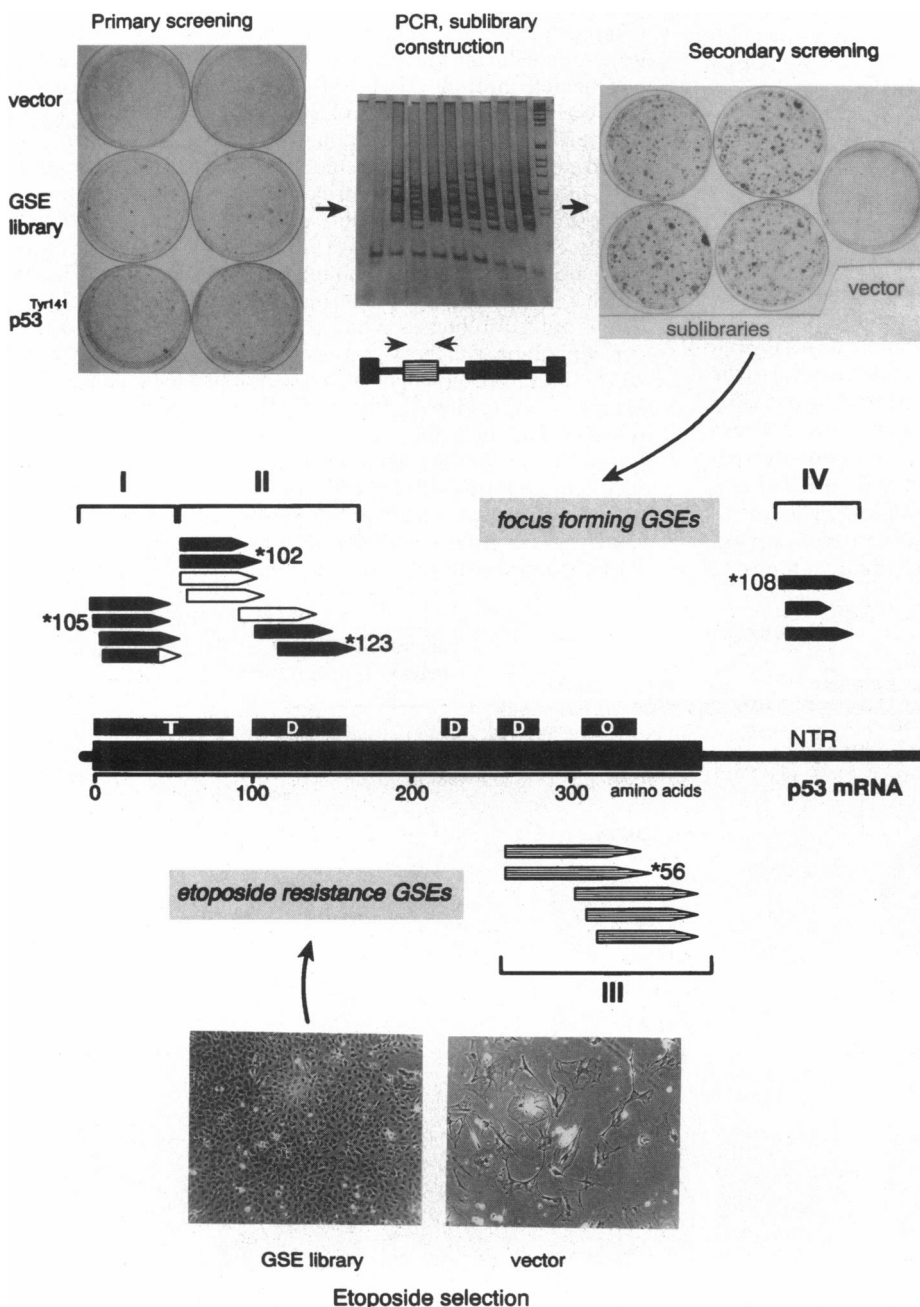 Primary screening
PCR, sublibrary
construction
Secondary screening
vector
GSE
library
p53 Tyr141
sublibraries
vector
I
II
IV
focus forming GSEs
*102
*108
*105
*123
T
D
D
D
O
NTR
0
100
200
300
amino acids
p53 mRNA
etoposide resistance GSEs
*56
III
GSE library
vector
Etoposide selection